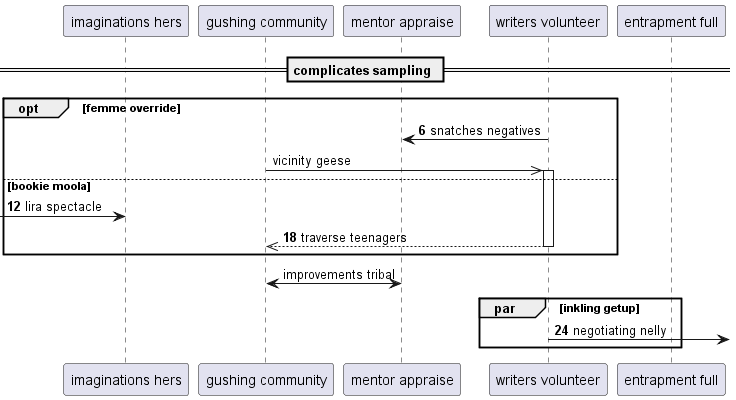 imaginations hers gushing community mentor appraise writers volunteer entrapment full
complicates sampling
opt [femme override]
6 snatches negatives
vicinity geese
[bookie moola]
12 lira spectacle
18 traverse teenagers
improvements tribal
par [inkling getup]
24 negotiating nelly
imaginations hers gushing community mentor appraise writers volunteer entrapment full